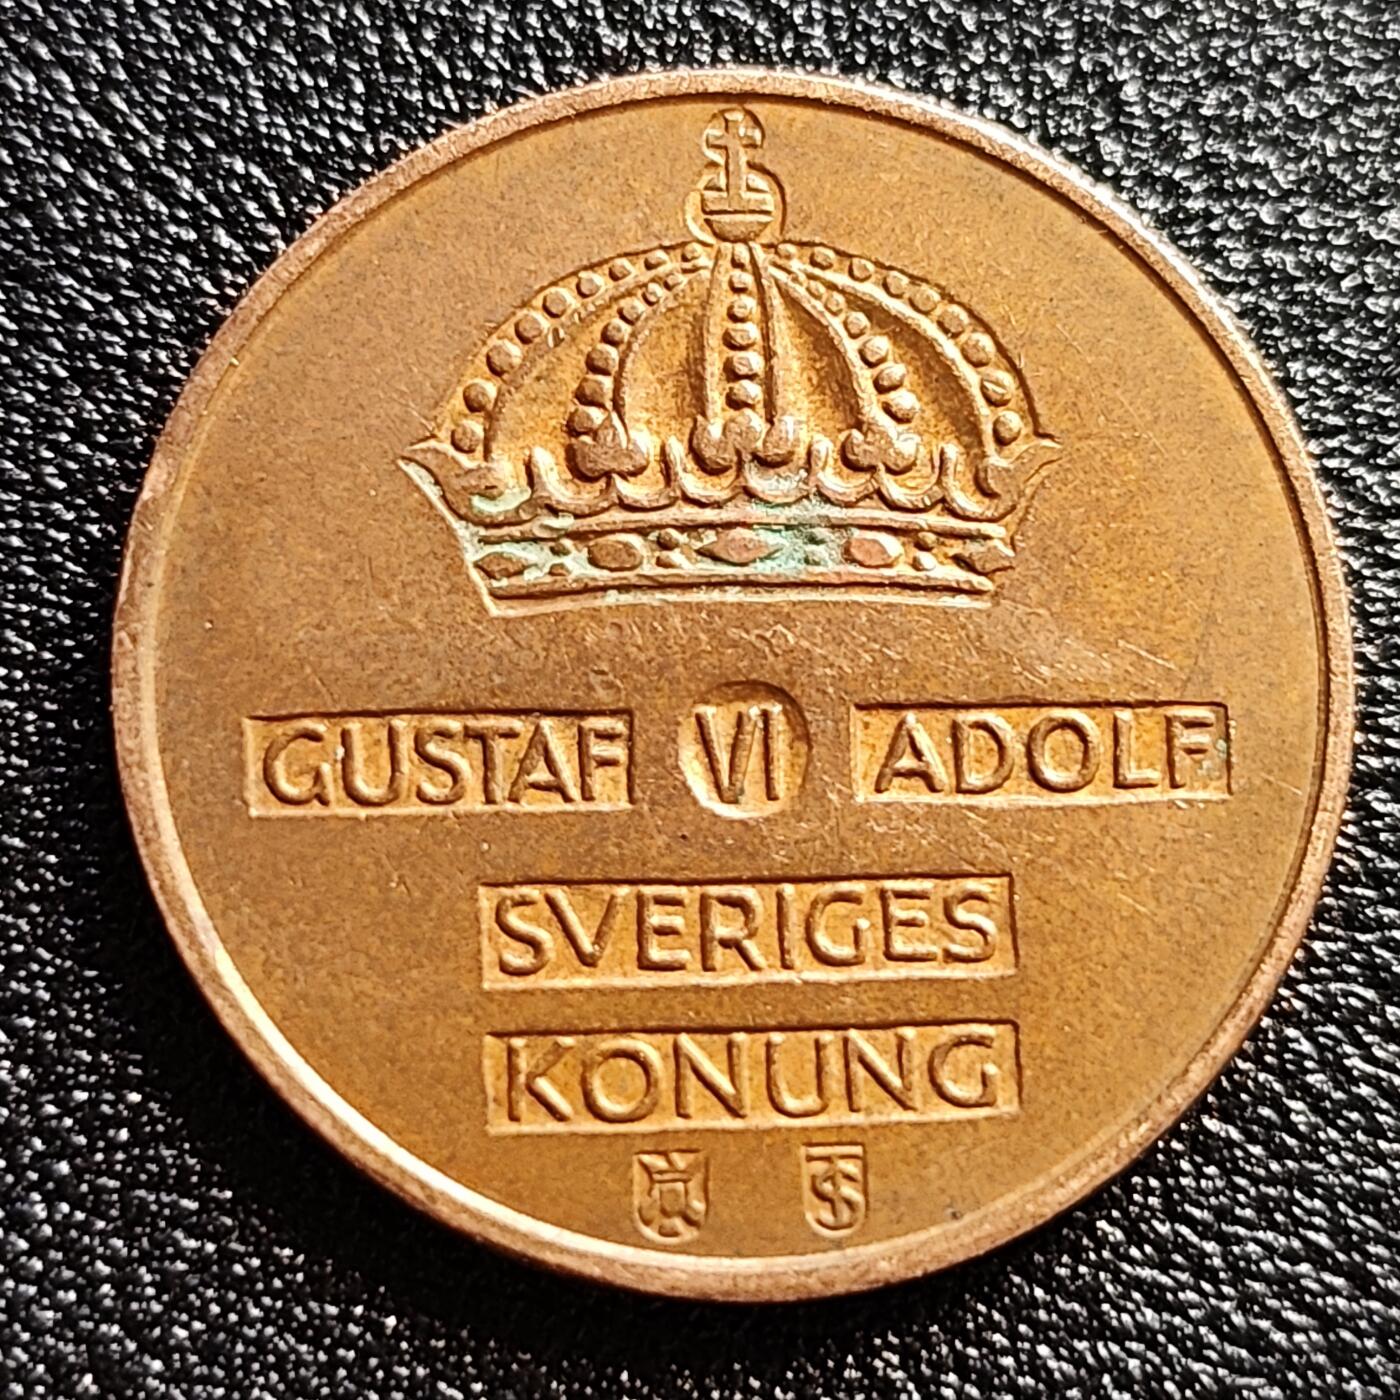 GUSTAF VI ADOLF
SVERIGES
KONUNG
TS